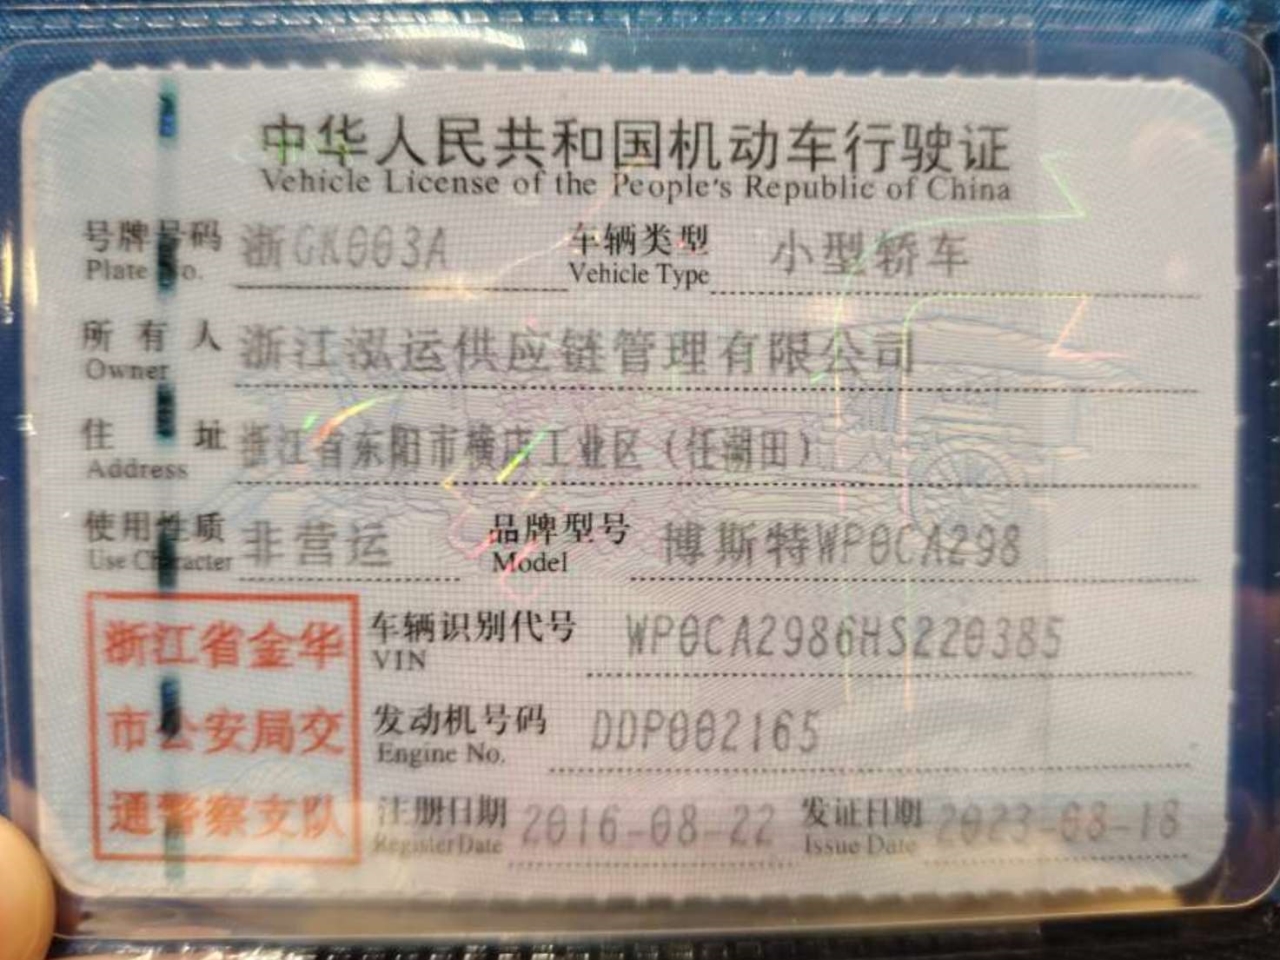 中华人民共和国机动车行驶证
Vehicle License of the People's Republic of China
号牌号码 浙GK003A 车辆类型 小型轿车
Plate No. Vehicle Type
所有人 浙江泓运供应链管理有限公司
Owner
住址 浙江省东阳市横店工业区（任湖田）
Address
使用性质 非营运 品牌型号 博斯特WP0CA298
Use Character Model
浙江省金华
市公安局交
通警察支队
车辆识别代号 WP0CA2986HS220385
VIN
发动机号码 DDP002165
Engine No.
注册日期 2016-08-22 发证日期 2023-08-18
Register Date Issue Date